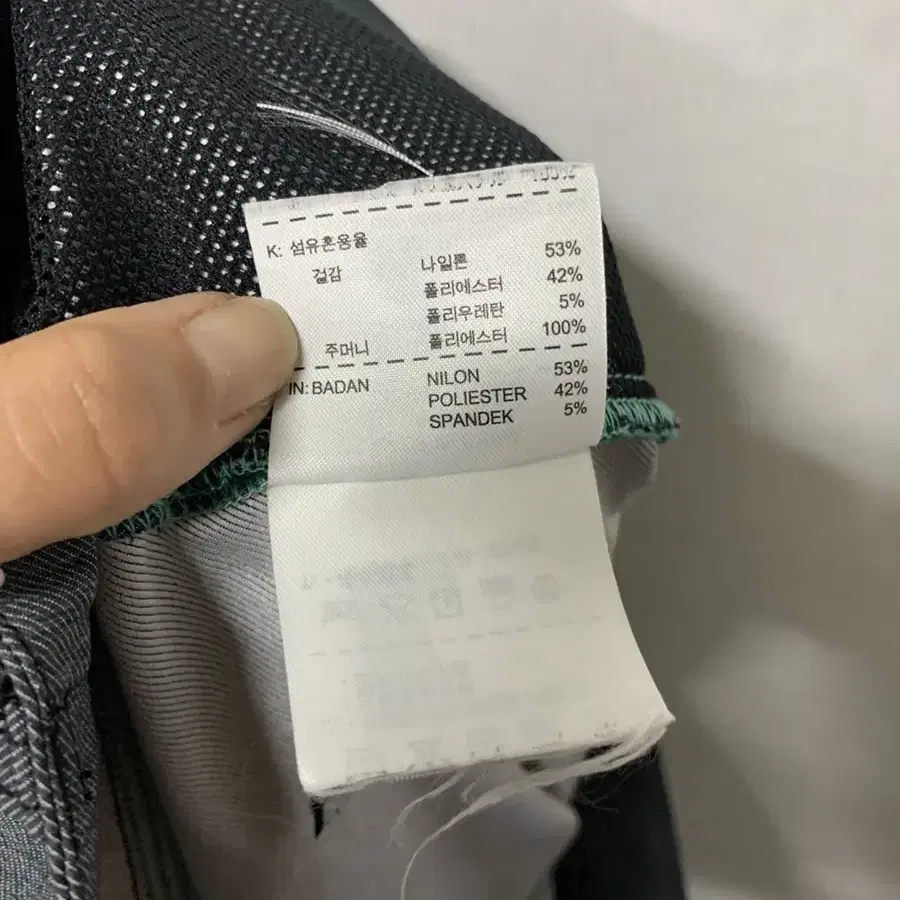 K: 섬유혼용율
걸감 나일론 53%
폴리에스터 42%
폴리우레탄 5%
주머니 폴리에스터 100%
IN: BADAN NILON 53%
POLIESTER 42%
SPANDEK 5%